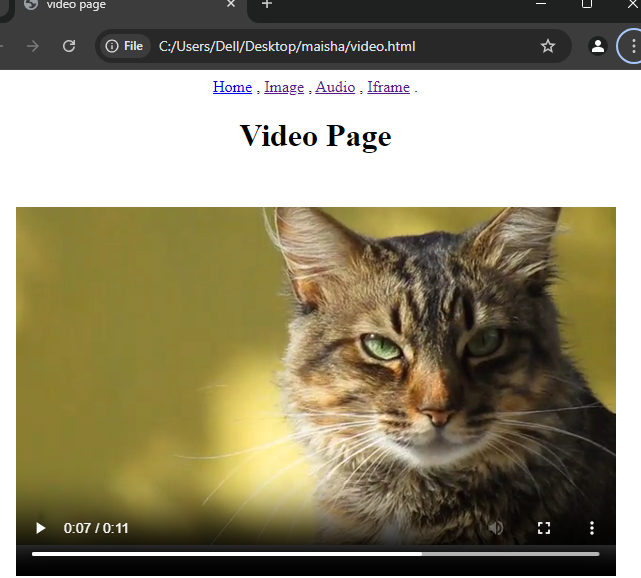 video page
File C:/Users/Dell/Desktop/maisha/video.html
Home , Image , Audio , Iframe .
Video Page
0:07 / 0:11